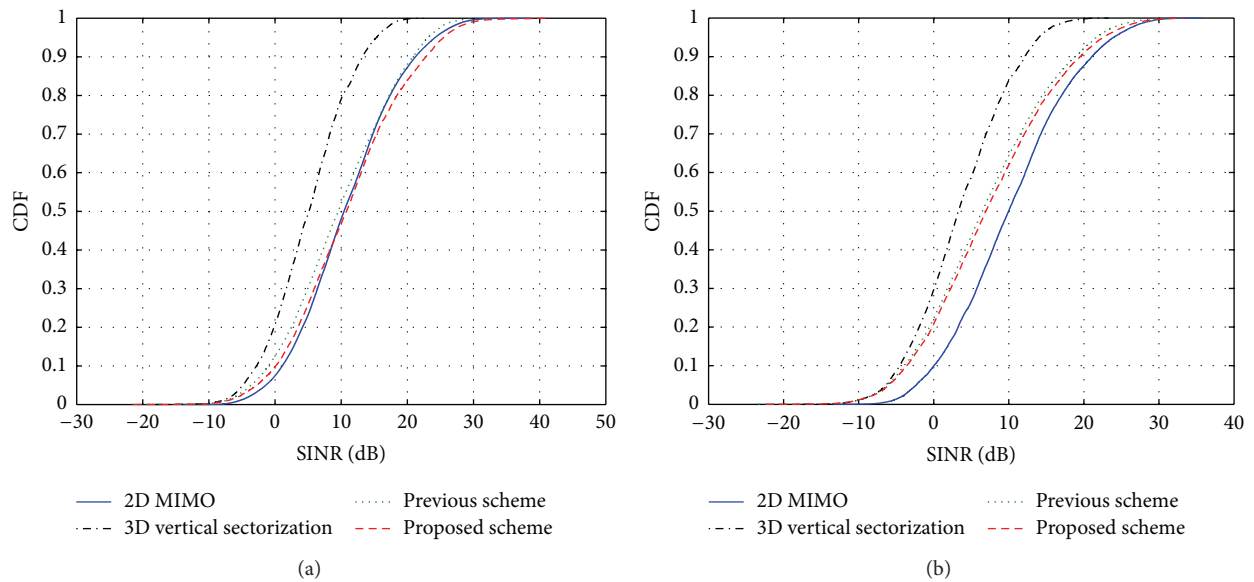 1
0.9
0.8
0.7
0.6
0.5
0.4
0.3
0.2
0.1
0
CDF
−30 −20 −10 0 10 20 30 40 50
SINR (dB)
2D MIMO
3D vertical sectorization
Previous scheme
Proposed scheme
(a)
1
0.9
0.8
0.7
0.6
0.5
0.4
0.3
0.2
0.1
0
CDF
−30 −20 −10 0 10 20 30 40
SINR (dB)
2D MIMO
3D vertical sectorization
Previous scheme
Proposed scheme
(b)